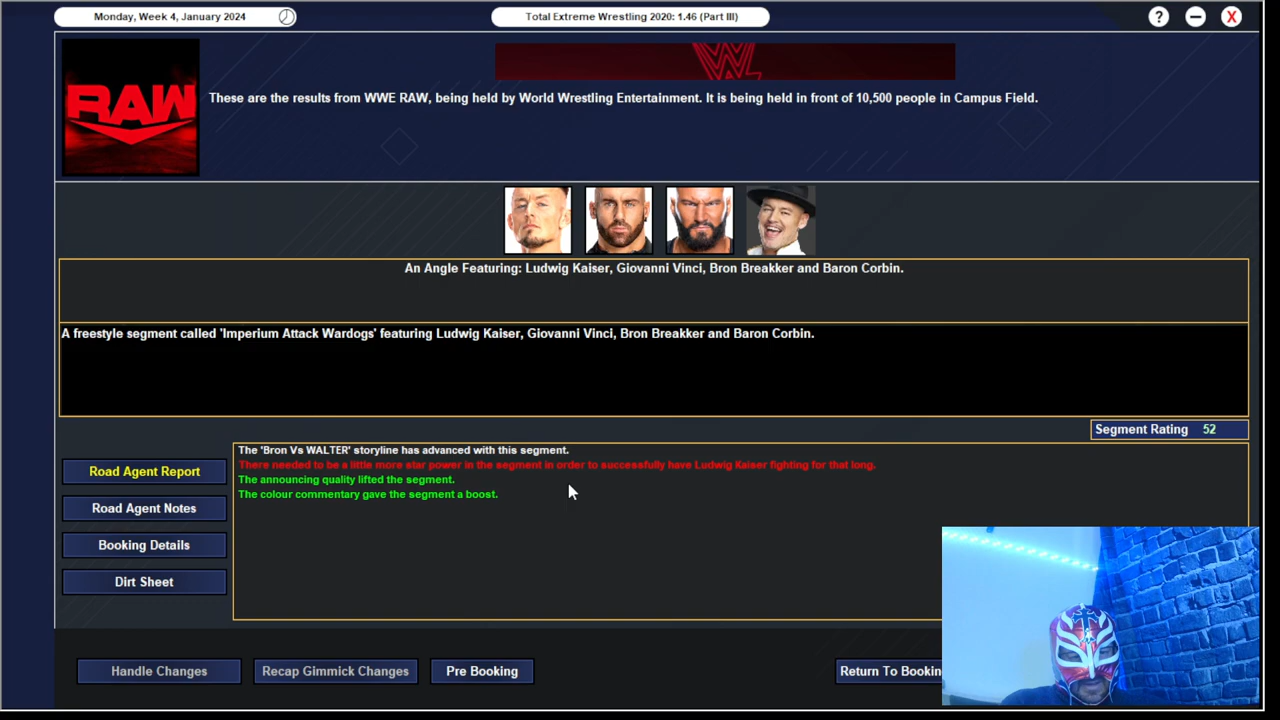 Monday, Week 4, January 2024
Total Extreme Wrestling 2020: 1.46 (Part III)
?
X
RAW
W
These are the results from WWE RAW, being held by World Wrestling Entertainment. It is being held in front of 10,500 people in Campus Field.
An Angle Featuring: Ludwig Kaiser, Giovanni Vinci, Bron Breakker and Baron Corbin.
A freestyle segment called 'Imperium Attack Wardogs' featuring Ludwig Kaiser, Giovanni Vinci, Bron Breakker and Baron Corbin.
Segment Rating 52
Road Agent Report
Road Agent Notes
Booking Details
Dirt Sheet
The 'Bron Vs WALTER' storyline has advanced with this segment.
There needed to be a little more star power in the segment in order to successfully have Ludwig Kaiser fighting for that long.
The announcing quality lifted the segment.
The colour commentary gave the segment a boost.
Handle Changes
Recap Gimmick Changes
Pre Booking
Return To Bookin